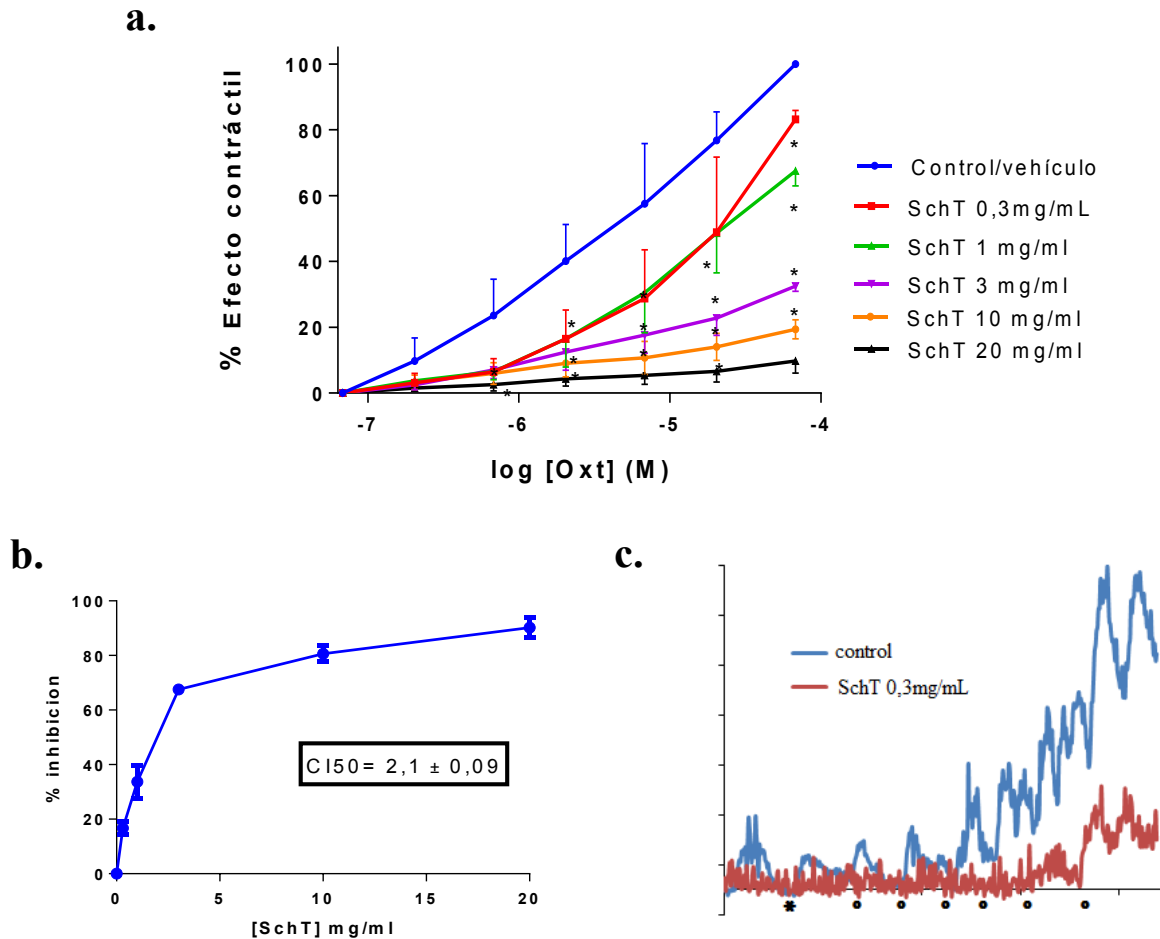 a.
% Efecto contráctil
100
80
60
40
20
0
-7
-6
-5
-4
log [Oxt] (M)
Control/vehículo
SchT 0,3mg/mL
SchT 1 mg/ml
SchT 3 mg/ml
SchT 10 mg/ml
SchT 20 mg/ml
b.
% inhibicion
100
80
60
40
20
0
0
5
10
15
20
[SchT] mg/ml
CI50= 2,1 ± 0,09
c.
control
SchT 0,3mg/mL